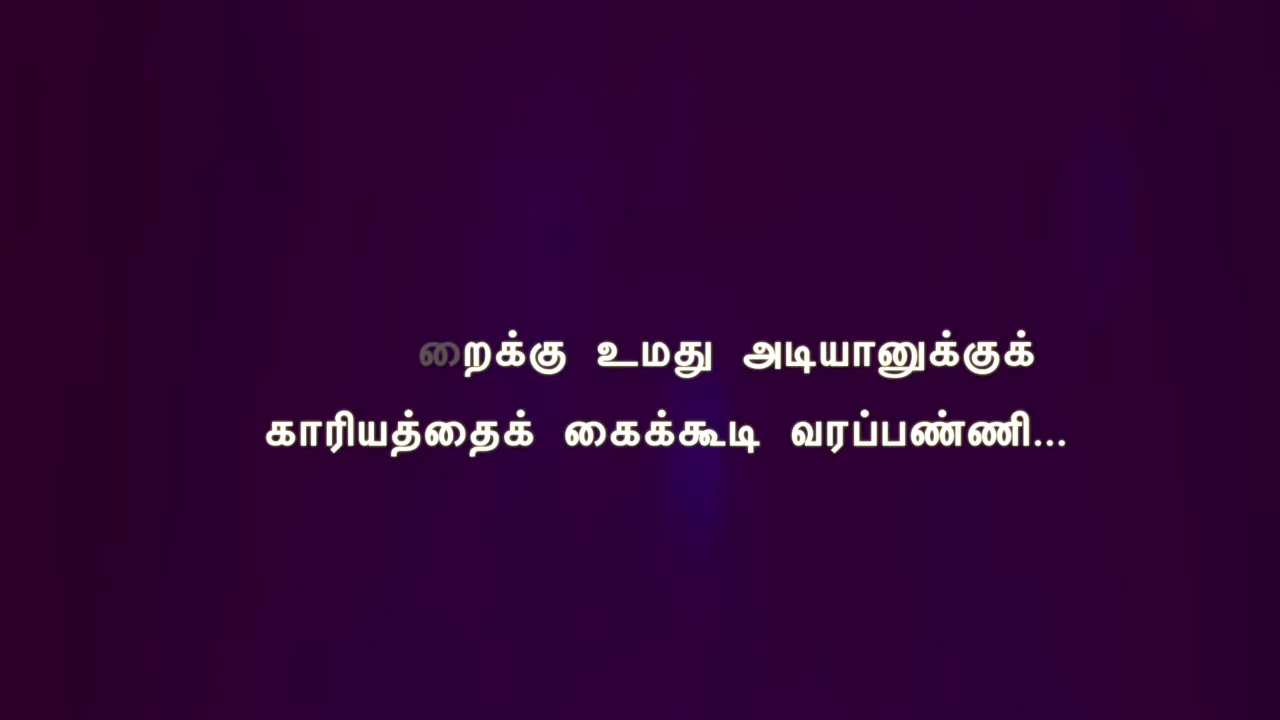 றைக்கு உமது அடியானுக்குக்
காரியத்தைக் கைக்கூடி வரப்பண்ணி...